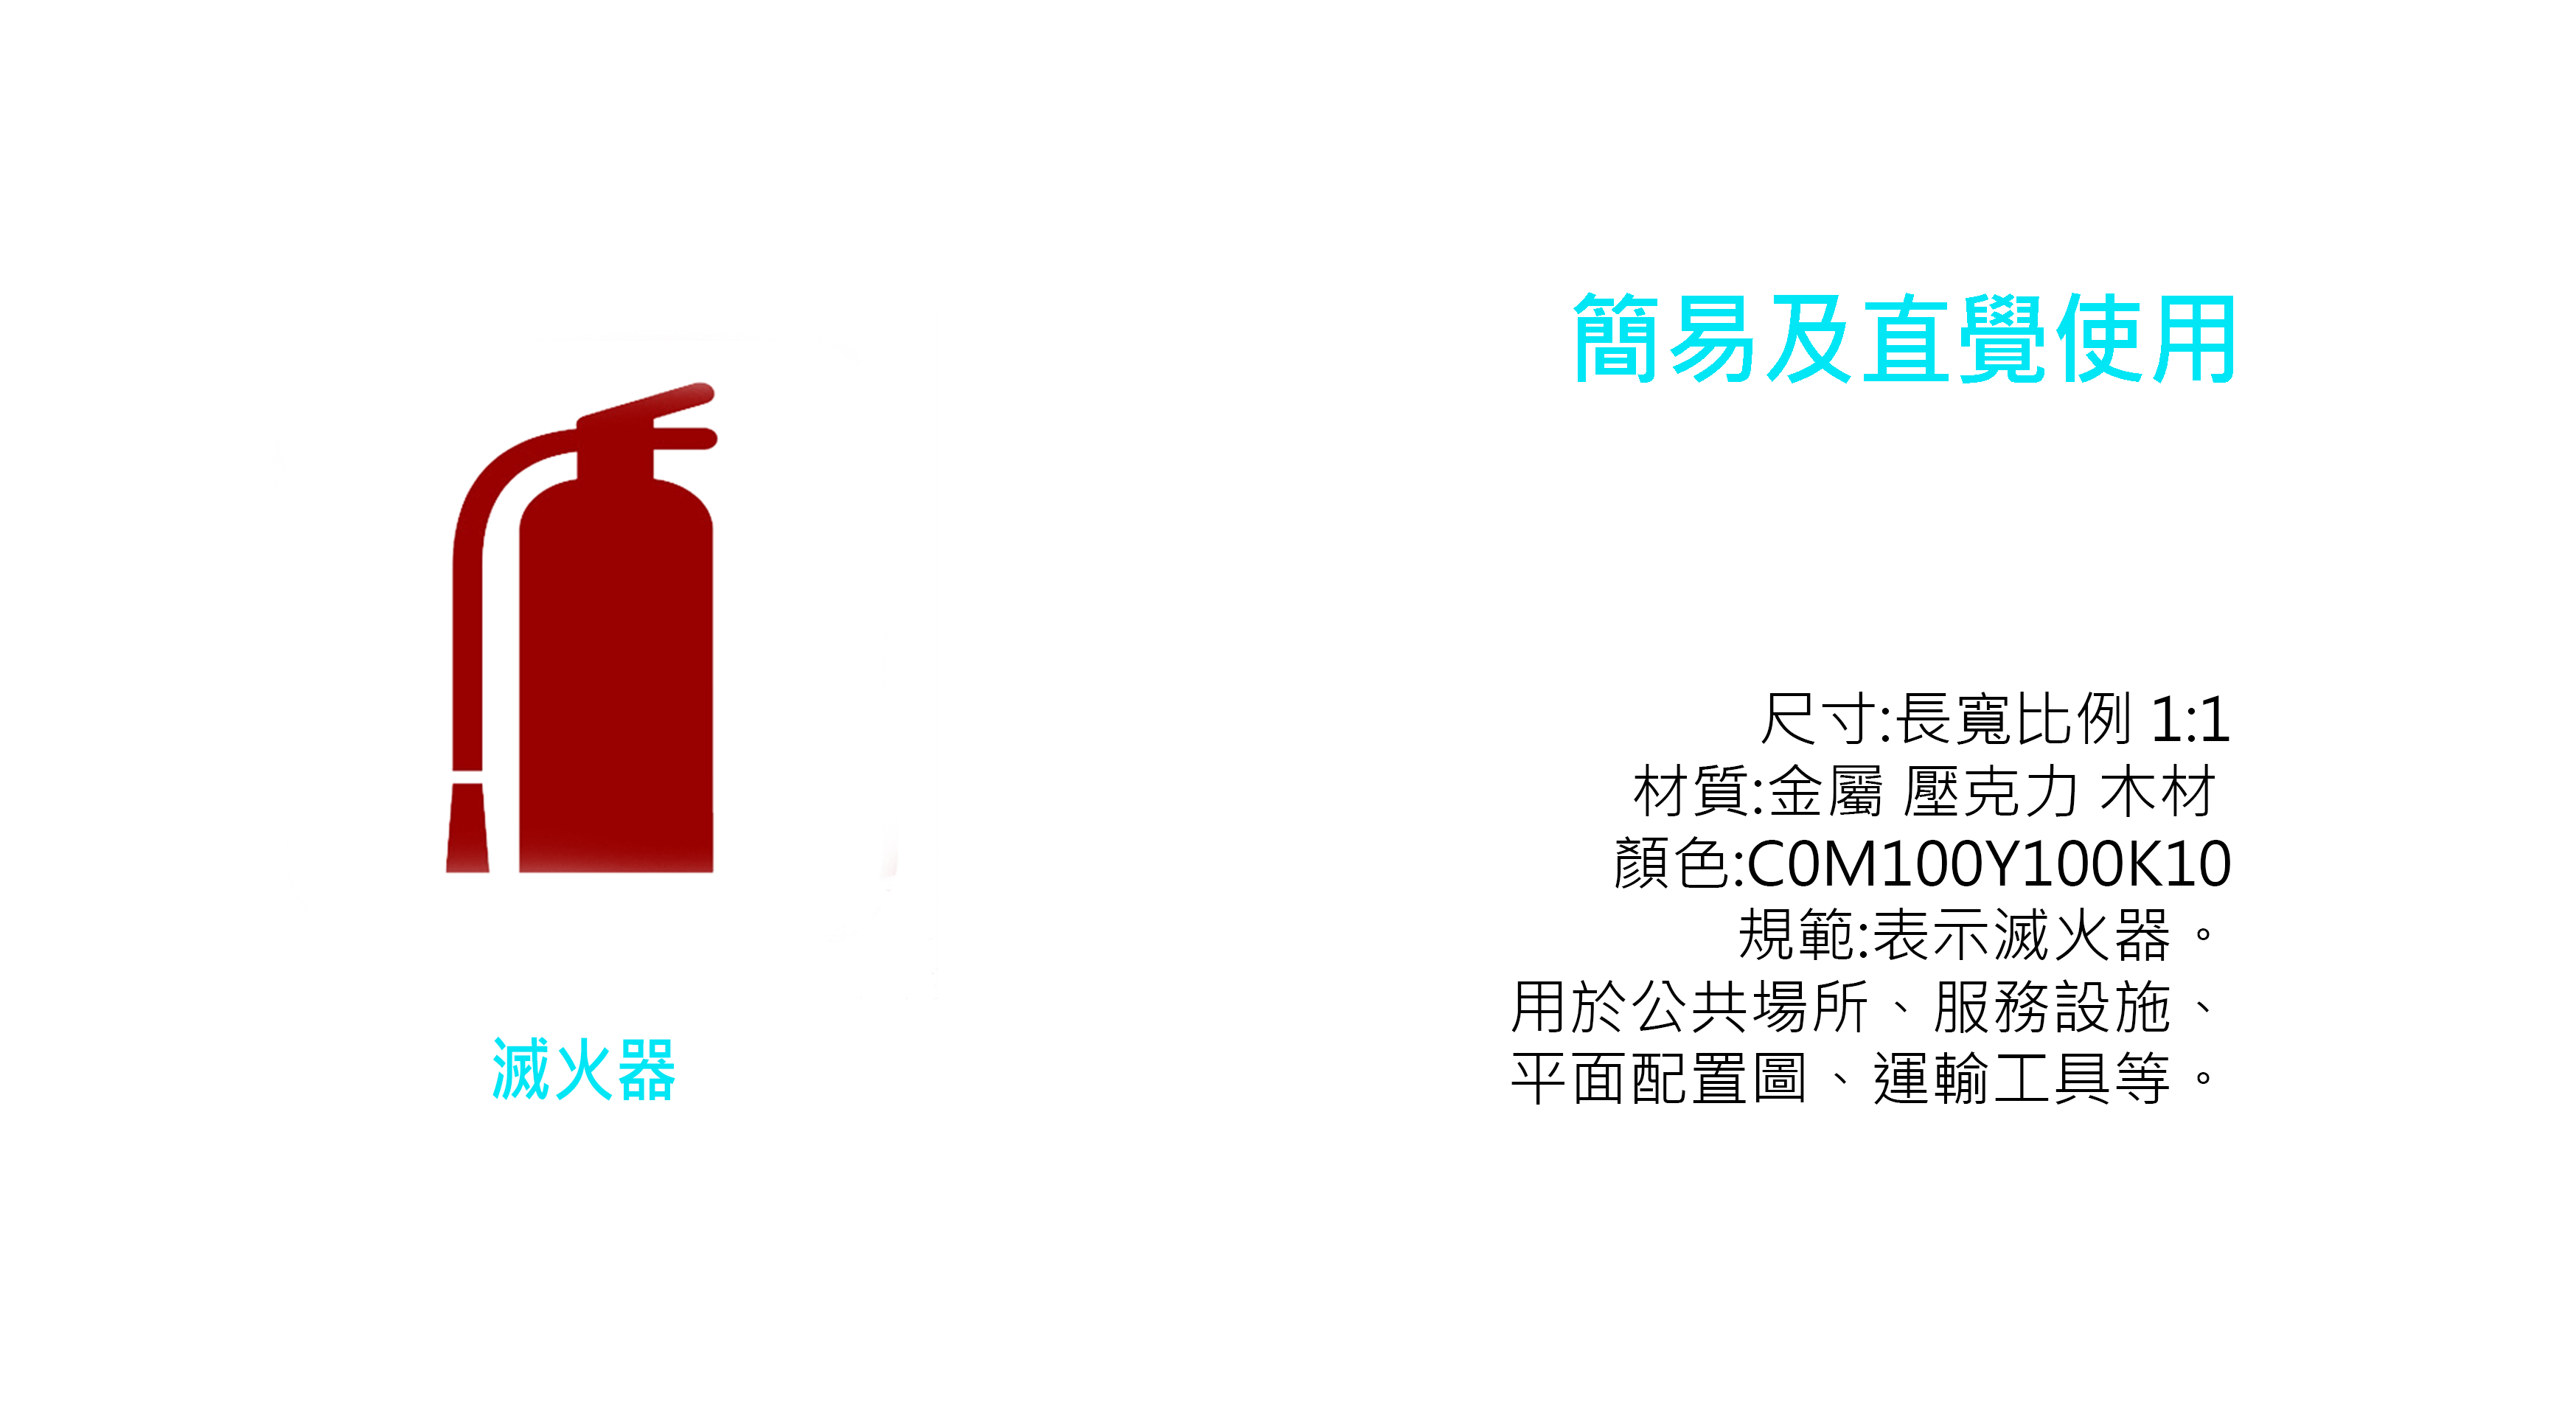 簡易及直覺使用
尺寸:長寬比例 1:1
材質:金屬 壓克力 木材
顏色:C0M100Y100K10
規範:表示滅火器。
用於公共場所、服務設施、
平面配置圖、運輸工具等。
滅火器